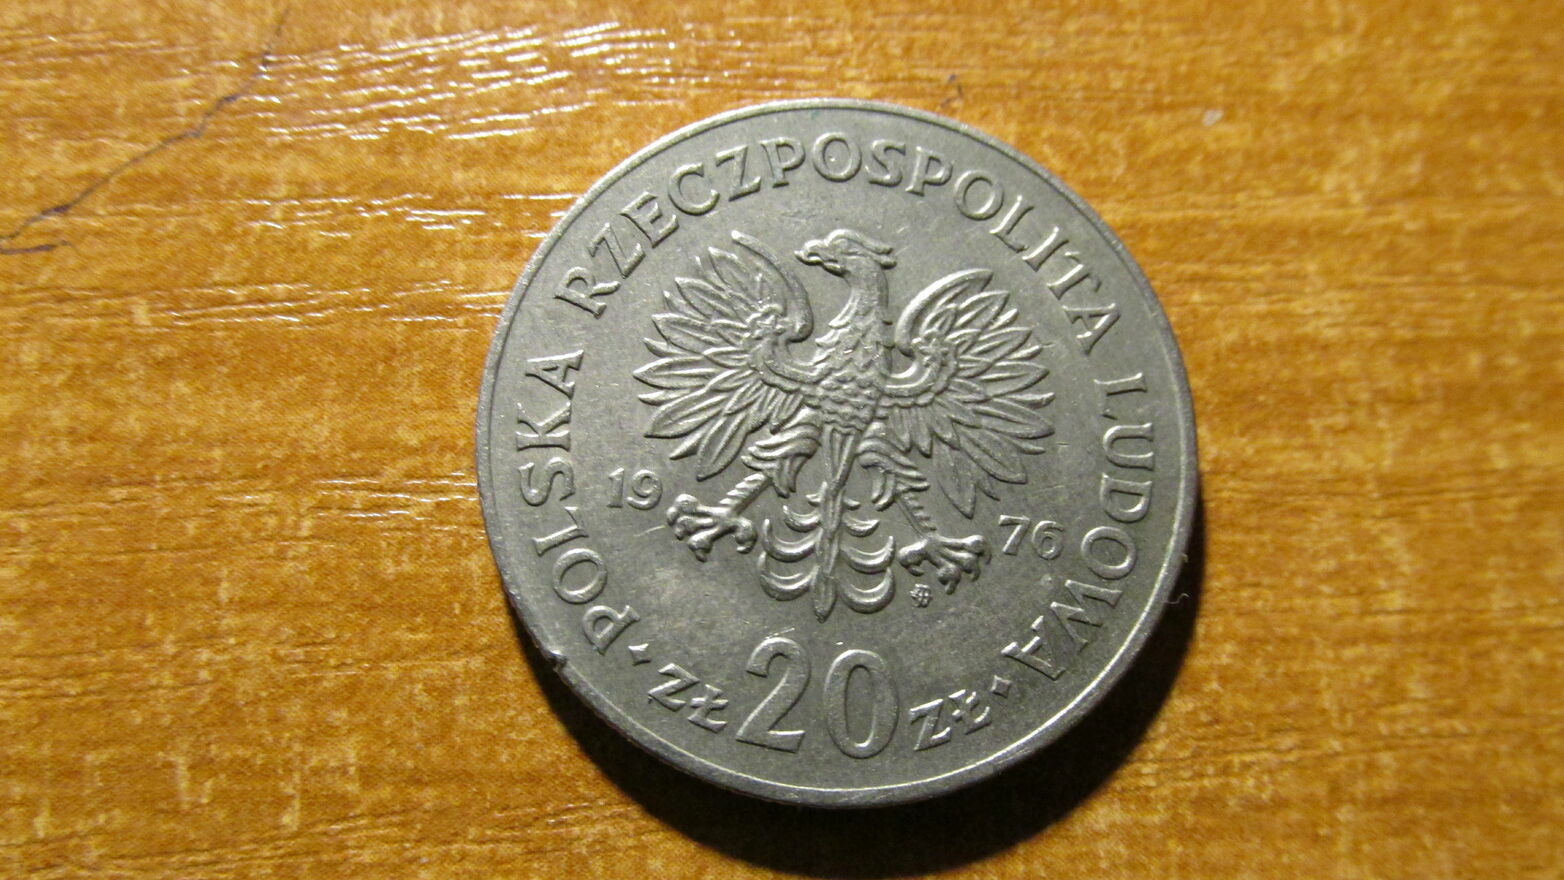 POLSKA RZECZPOSPOLITA LUDOWA
19 76
ZŁ 20 ZŁ